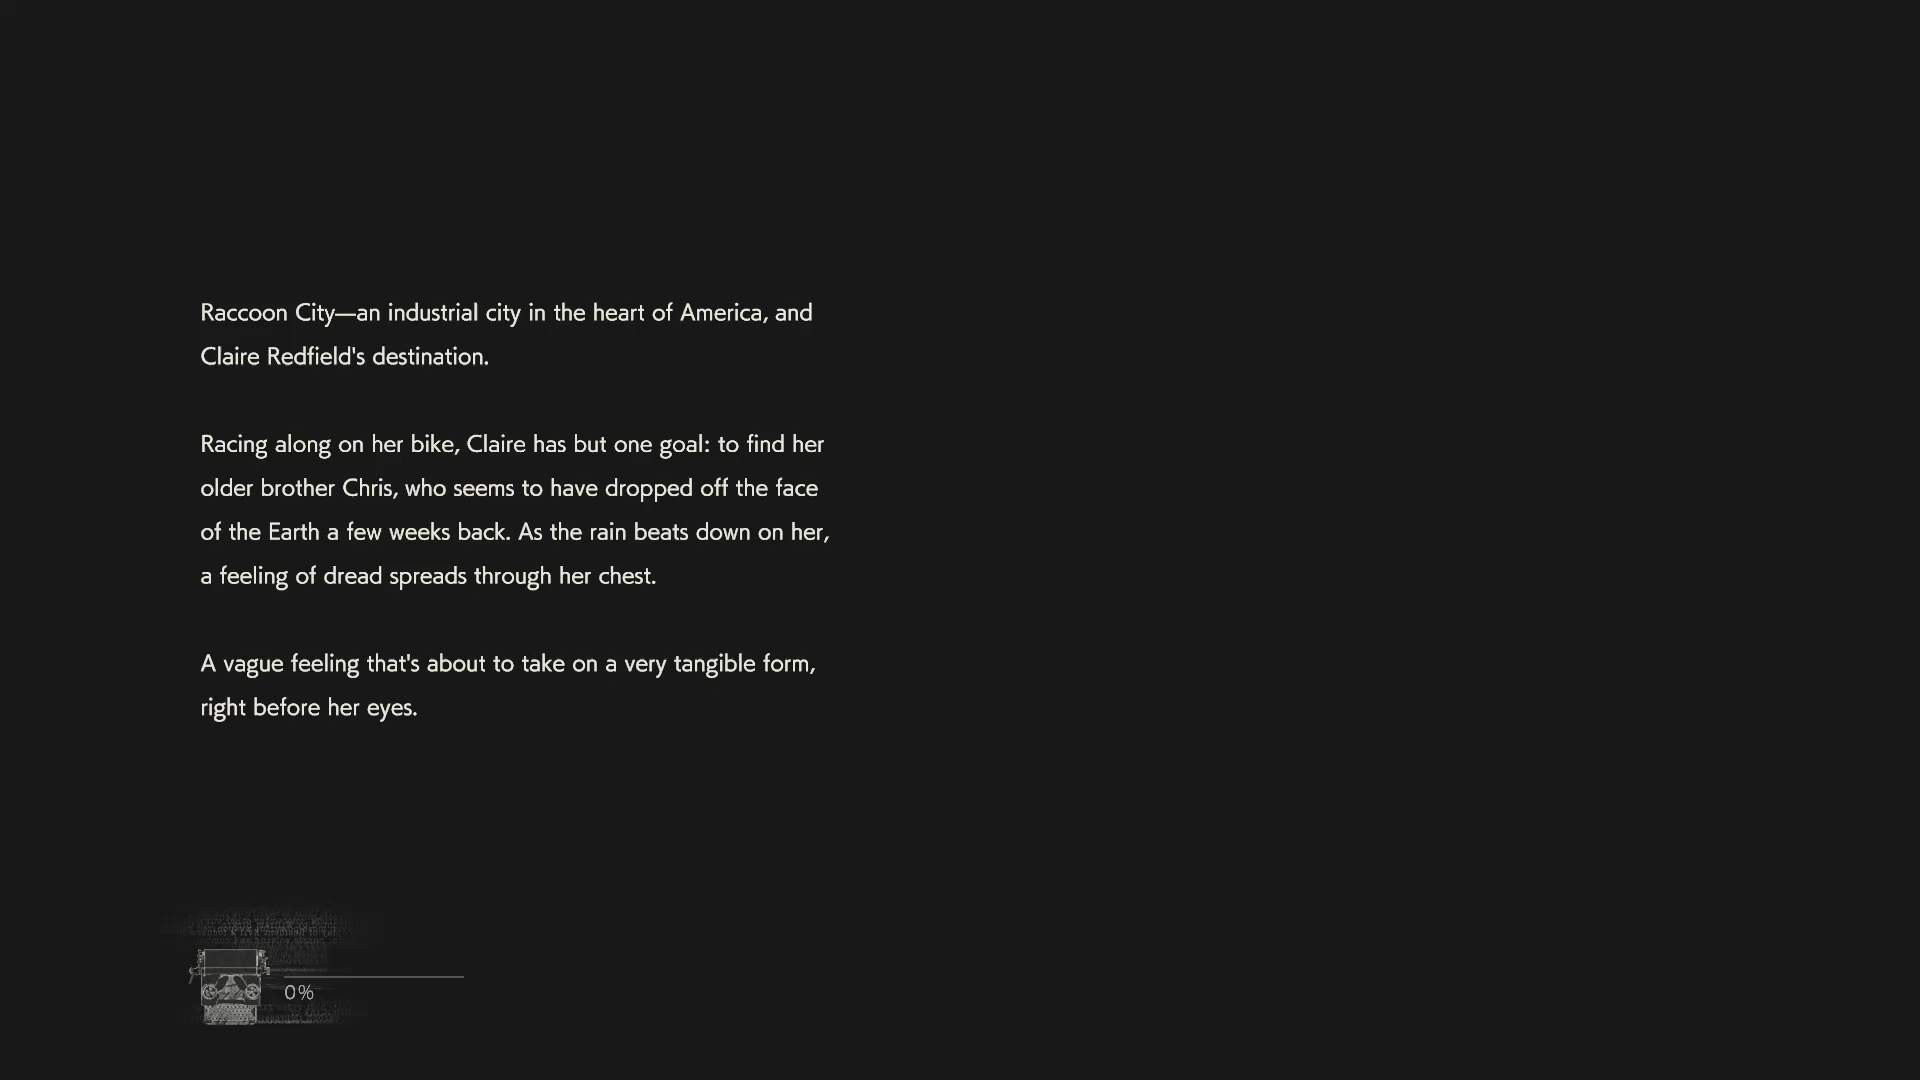 Raccoon City—an industrial city in the heart of America, and
Claire Redfield's destination.
Racing along on her bike, Claire has but one goal: to find her
older brother Chris, who seems to have dropped off the face
of the Earth a few weeks back. As the rain beats down on her,
a feeling of dread spreads through her chest.
A vague feeling that's about to take on a very tangible form,
right before her eyes.
0%